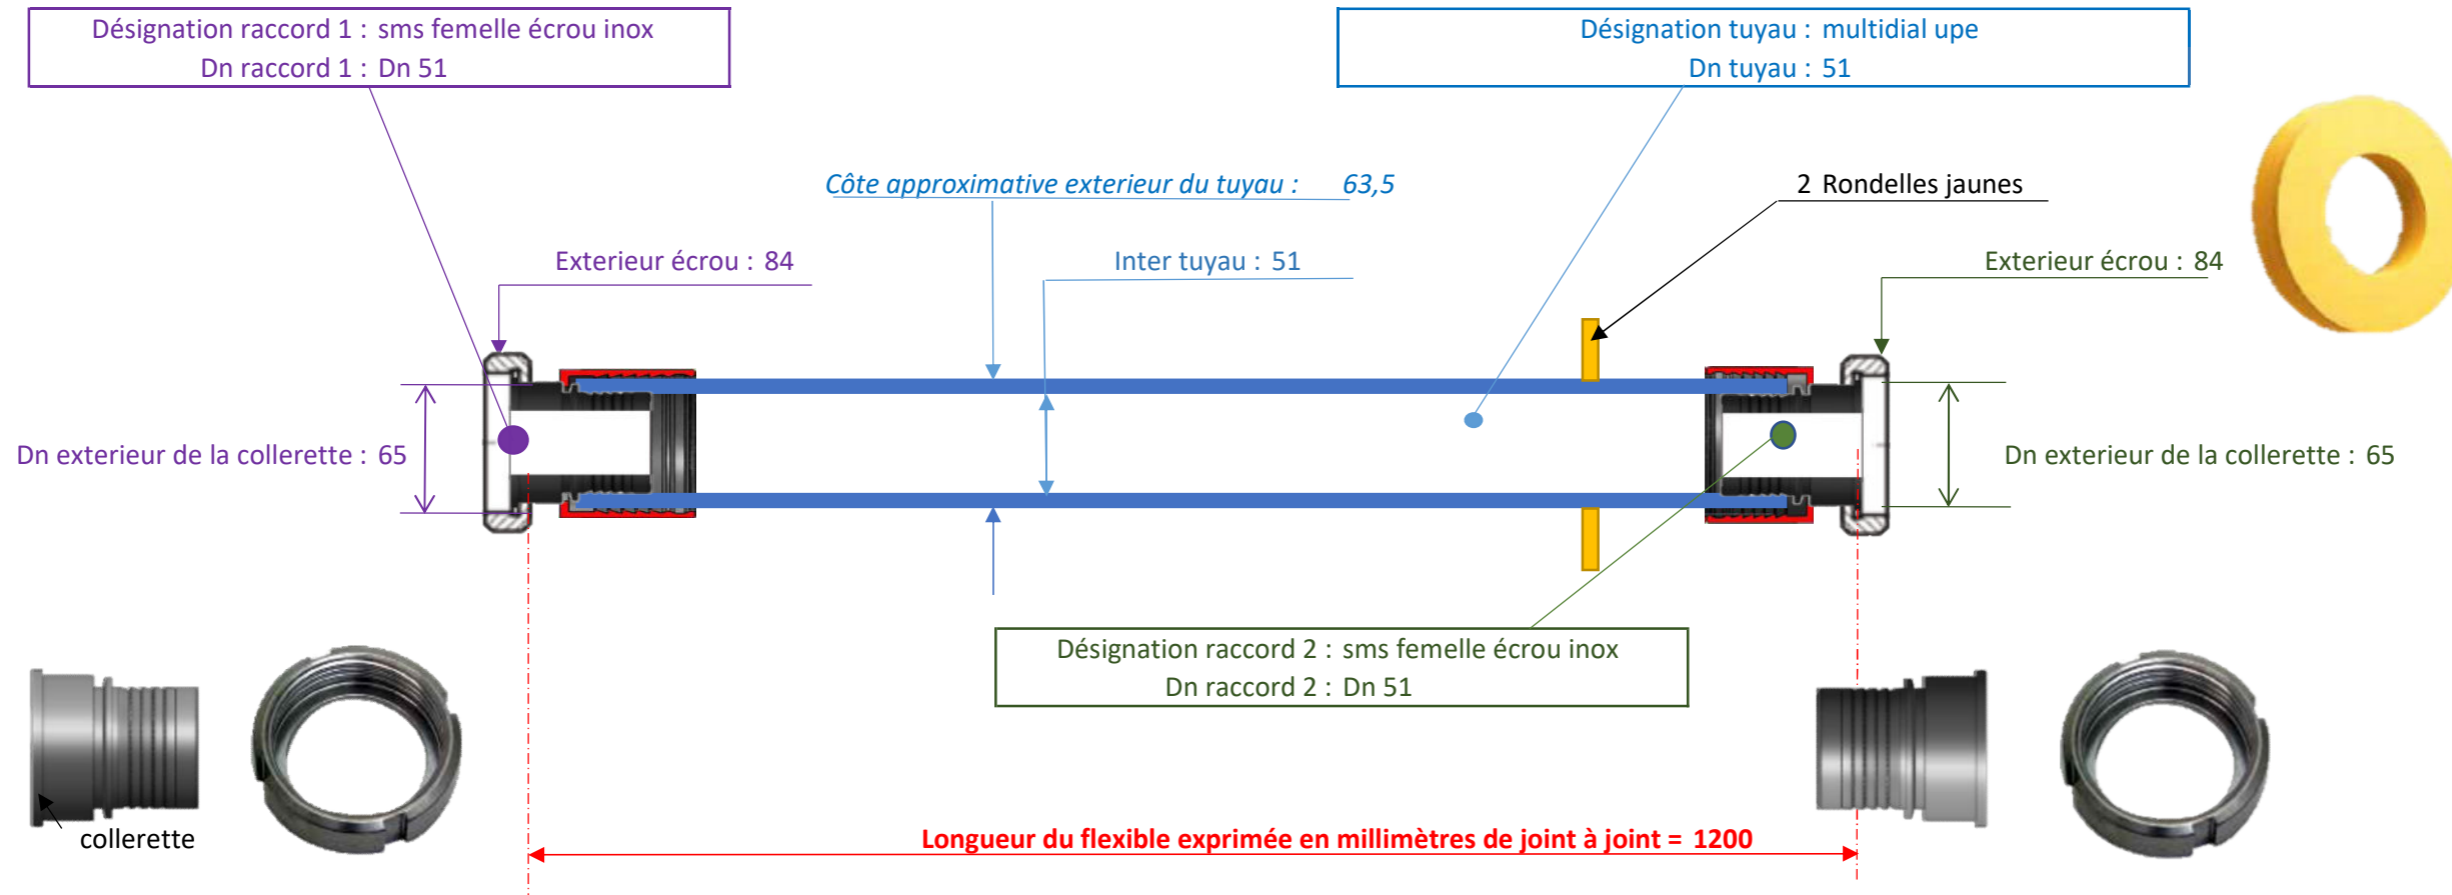 Désignation raccord 1 : sms femelle écrou inox
Dn raccord 1 : Dn 51
Désignation tuyau : multidial upe
Dn tuyau : 51
Côte approximative exterieur du tuyau : 63,5
2 Rondelles jaunes
Exterieur écrou : 84
Inter tuyau : 51
Exterieur écrou : 84
Dn exterieur de la collerette : 65
Dn exterieur de la collerette : 65
Désignation raccord 2 : sms femelle écrou inox
Dn raccord 2 : Dn 51
collerette
Longueur du flexible exprimée en millimètres de joint à joint = 1200